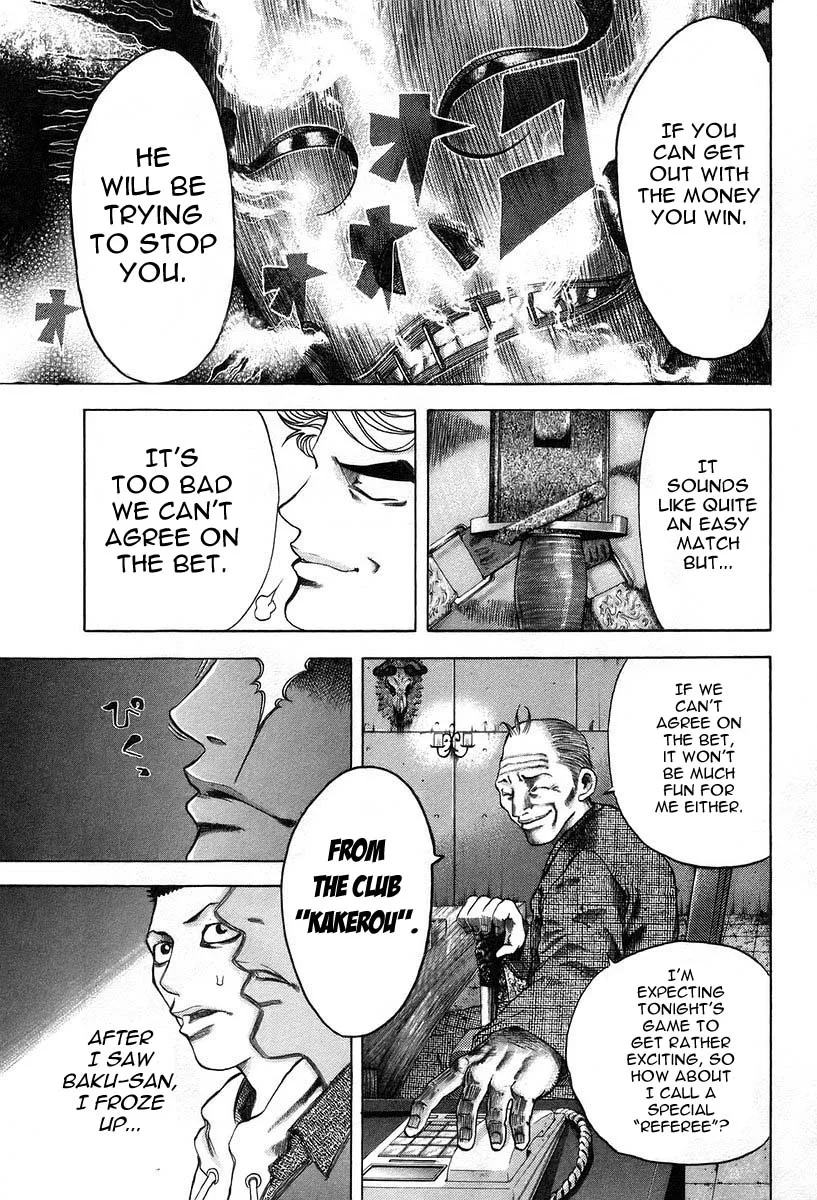 IF YOU
CAN GET
OUT WITH
THE MONEY
YOU WIN.
オオオオオ
HE
WILL BE
TRYING
TO STOP
YOU.
IT
SOUNDS
LIKE QUITE
AN EASY
MATCH
BUT...
IT'S
TOO BAD
WE CAN'T
AGREE ON
THE BET.
IF WE
CAN'T
AGREE ON
THE BET,
IT WON'T
BE MUCH
FUN FOR
ME EITHER.
I'M
EXPECTING
TONIGHT'S
GAME TO
GET RATHER
EXCITING, SO
HOW ABOUT
I CALL A
SPECIAL
"REFEREE"?
FROM
THE CLUB
"KAKEROU".
ぴく…
AFTER
I SAW
BAKU-SAN,
I FROZE
UP...